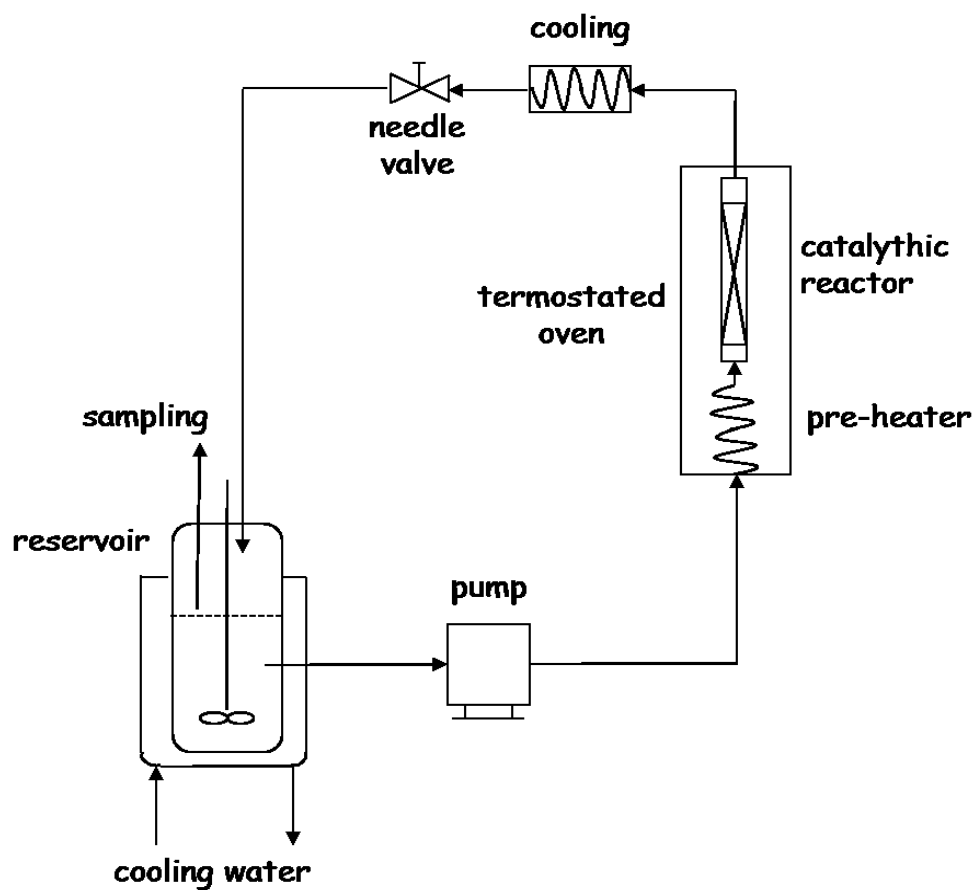 cooling
needle
valve
catalythic
reactor
termostated
oven
pre-heater
sampling
reservoir
pump
cooling water